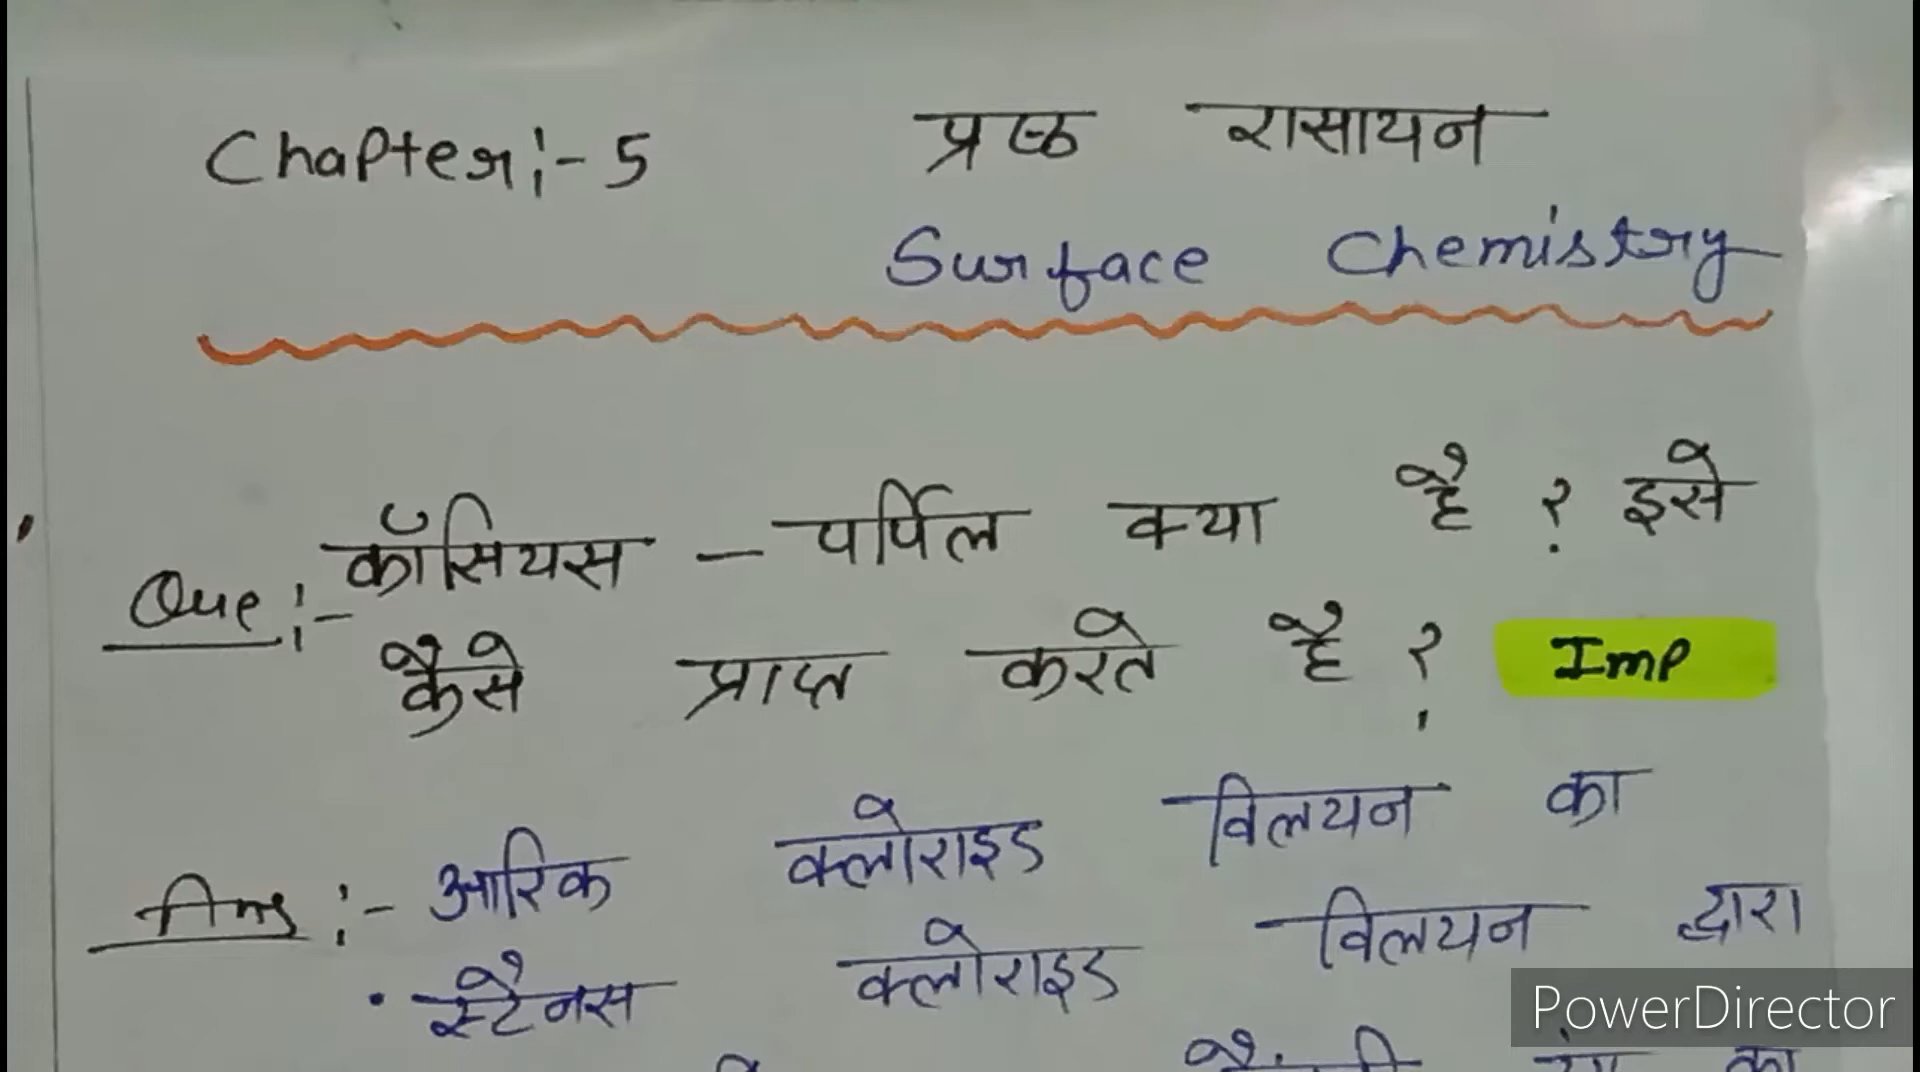 Chapter:- 5 प्रष्ठ रासायन
Surface Chemistry
Que:- कॉसियस - पर्पिल क्या है? इसे
कैसे प्राप्त करते है? Imp
Ans:- आरिक क्लोराइड विलयन का
स्टैनस क्लोराइड विलयन द्वारा
PowerDirector